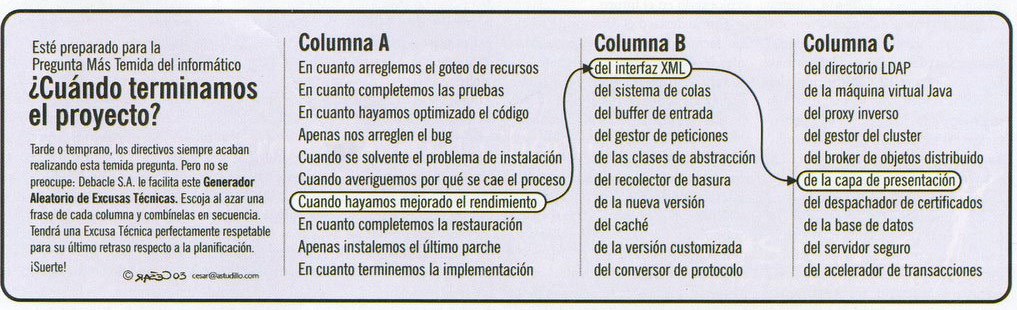 Esté preparado para la
Pregunta Más Temida del informático
¿Cuándo terminamos
el proyecto?
Tarde o temprano, los directivos siempre acaban
realizando esta temida pregunta. Pero no se
preocupe: Debacle S.A. le facilita este Generador
Aleatorio de Excusas Técnicas. Escoja al azar una
frase de cada columna y combínelas en secuencia.
Tendrá una Excusa Técnica perfectamente respetable
para su último retraso respecto a la planificación.
¡Suerte!
© 03 cesar@astudillo.com
Columna A
En cuanto arreglemos el goteo de recursos
En cuanto completemos las pruebas
En cuanto hayamos optimizado el código
Apenas nos arreglen el bug
Cuando se solvente el problema de instalación
Cuando averiguemos por qué se cae el proceso
Cuando hayamos mejorado el rendimiento
En cuanto completemos la restauración
Apenas instalemos el último parche
En cuanto terminemos la implementación
Columna B
del interfaz XML
del sistema de colas
del buffer de entrada
del gestor de peticiones
de las clases de abstracción
del recolector de basura
de la nueva versión
del caché
de la versión customizada
del conversor de protocolo
Columna C
del directorio LDAP
de la máquina virtual Java
del proxy inverso
del gestor del cluster
del broker de objetos distribuido
de la capa de presentación
del despachador de certificados
de la base de datos
del servidor seguro
del acelerador de transacciones